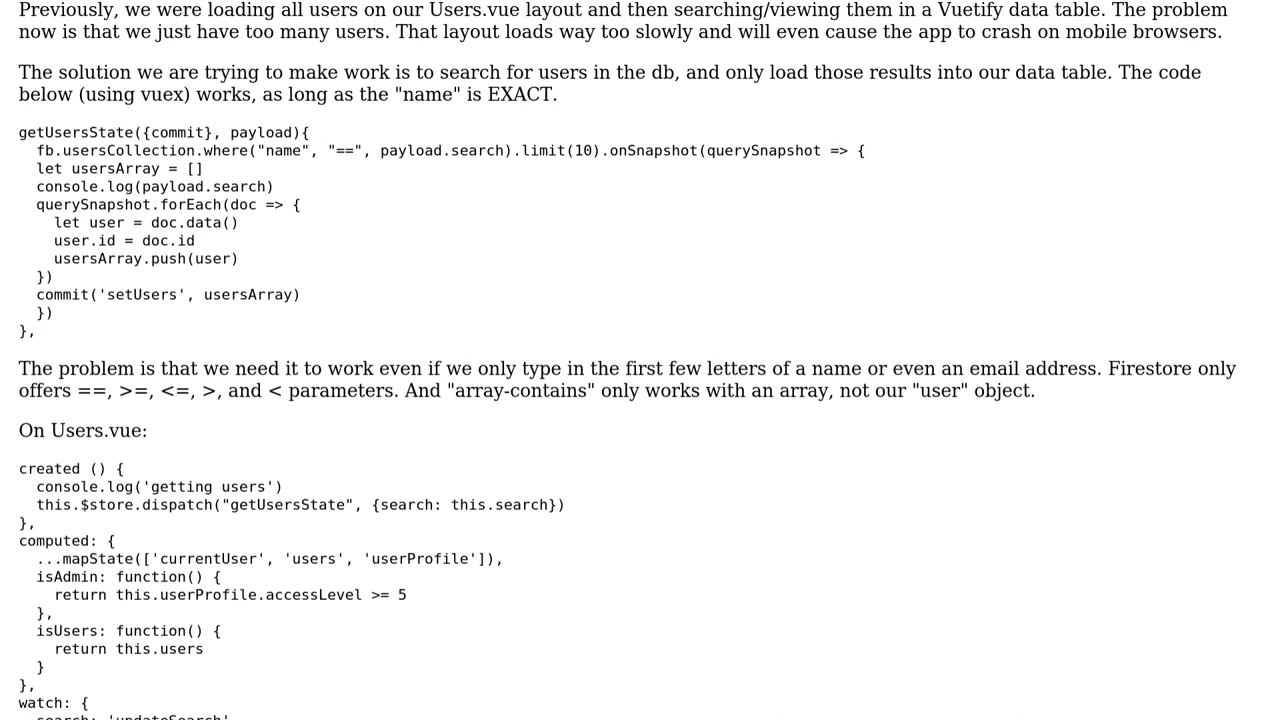 Previously, we were loading all users on our Users.vue layout and then searching/viewing them in a Vuetify data table. The problem
now is that we just have too many users. That layout loads way too slowly and will even cause the app to crash on mobile browsers.
The solution we are trying to make work is to search for users in the db, and only load those results into our data table. The code
below (using vuex) works, as long as the "name" is EXACT.
getUsersState({commit}, payload){
  fb.usersCollection.where("name", "==", payload.search).limit(10).onSnapshot(querySnapshot => {
  let usersArray = []
  console.log(payload.search)
  querySnapshot.forEach(doc => {
    let user = doc.data()
    user.id = doc.id
    usersArray.push(user)
  })
  commit('setUsers', usersArray)
  })
},
The problem is that we need it to work even if we only type in the first few letters of a name or even an email address. Firestore only
offers ==, >=, <=, >, and < parameters. And "array-contains" only works with an array, not our "user" object.
On Users.vue:
created () {
  console.log('getting users')
  this.$store.dispatch("getUsersState", {search: this.search})
},
computed: {
  ...mapState(['currentUser', 'users', 'userProfile']),
  isAdmin: function() {
    return this.userProfile.accessLevel >= 5
  },
  isUsers: function() {
    return this.users
  }
},
watch: {
  search: 'updateSearch'